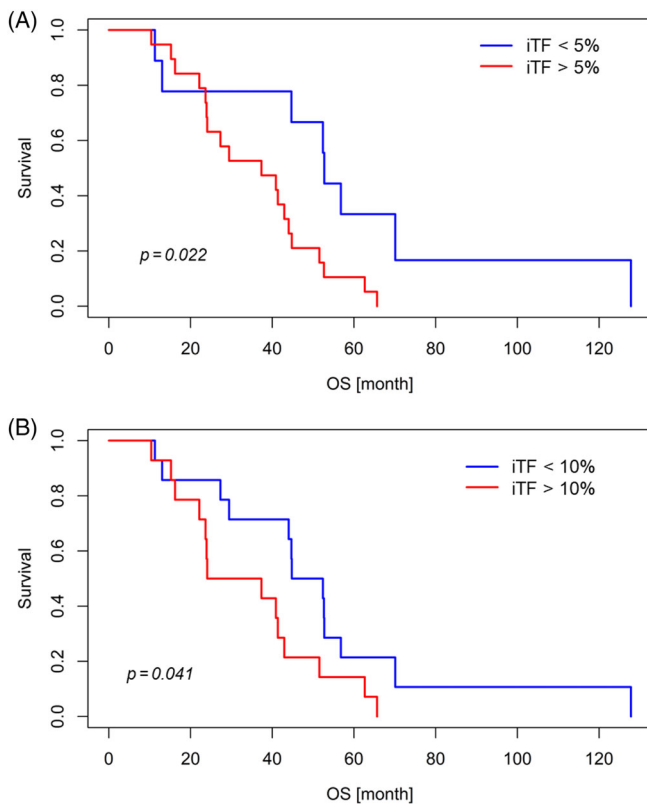 (A)
1.0
0.8
0.6
0.4
0.2
0.0
Survival
iTF < 5%
iTF > 5%
p = 0.022
0 20 40 60 80 100 120
OS [month]
(B)
1.0
0.8
0.6
0.4
0.2
0.0
Survival
iTF < 10%
iTF > 10%
p = 0.041
0 20 40 60 80 100 120
OS [month]